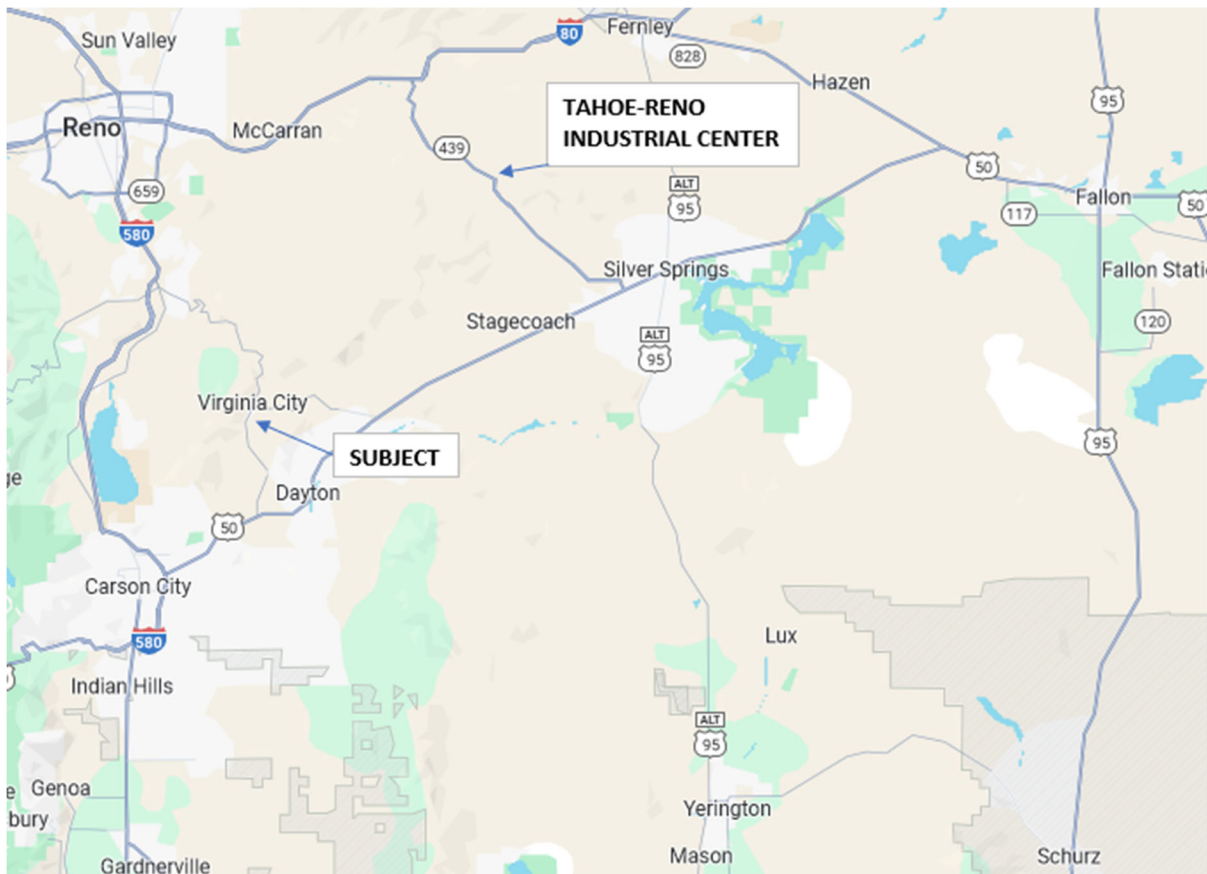 80
Fernley
Sun Valley
828
Hazen
95
TAHOE-RENO
INDUSTRIAL CENTER
Reno
McCarran
439
50
659
ALT
95
117
Fallon
50
580
Silver Springs
Fallon Stati
Stagecoach
120
ALT
95
Virginia City
95
SUBJECT
ge
Dayton
50
Carson City
Lux
580
Indian Hills
ALT
95
e
Genoa
bury
Yerington
Mason
Schurz
Gardnerville